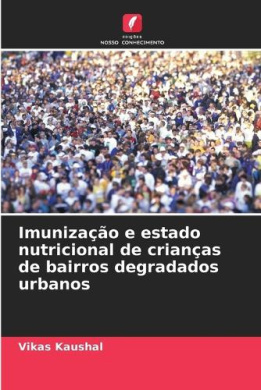 edições
NOSSO CONHECIMENTO
Imunização e estado
nutricional de crianças
de bairros degradados
urbanos
Vikas Kaushal